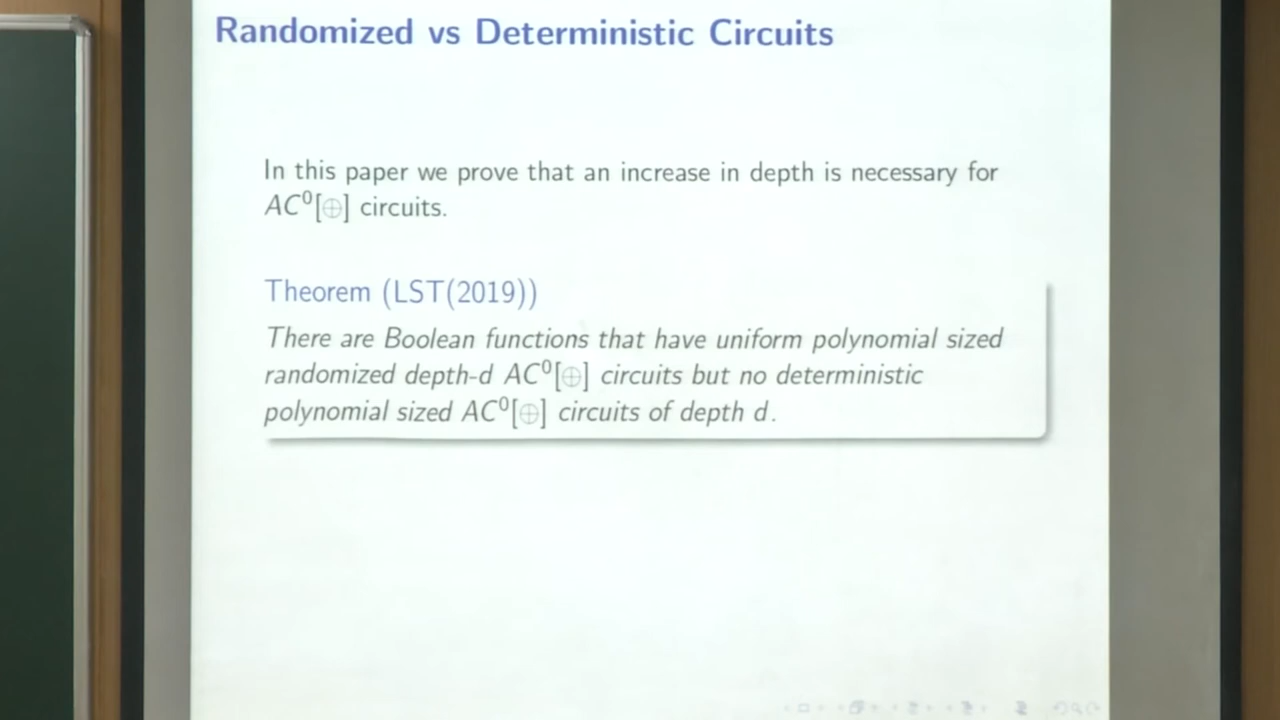 Randomized vs Deterministic Circuits
In this paper we prove that an increase in depth is necessary for
AC⁰[⊕] circuits.
Theorem (LST(2019))
There are Boolean functions that have uniform polynomial sized
randomized depth-d AC⁰[⊕] circuits but no deterministic
polynomial sized AC⁰[⊕] circuits of depth d.